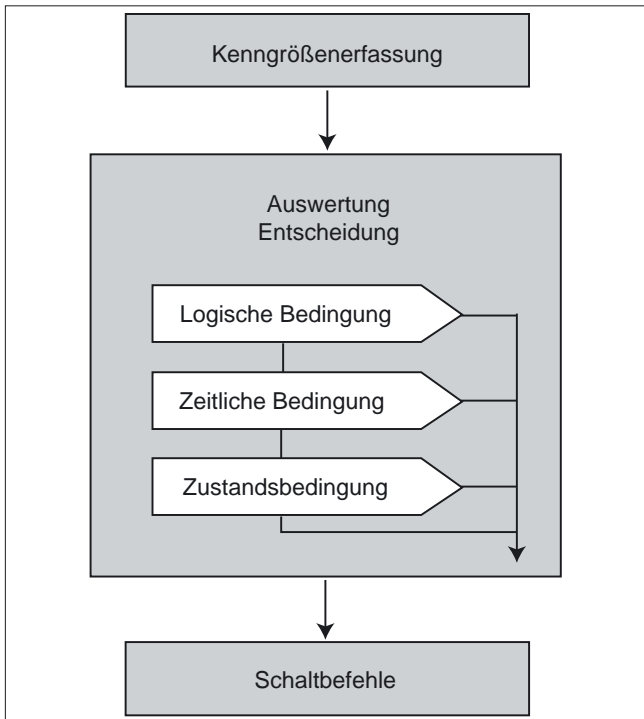 Kenngrößenerfassung
Auswertung
Entscheidung
Logische Bedingung
Zeitliche Bedingung
Zustandsbedingung
Schaltbefehle